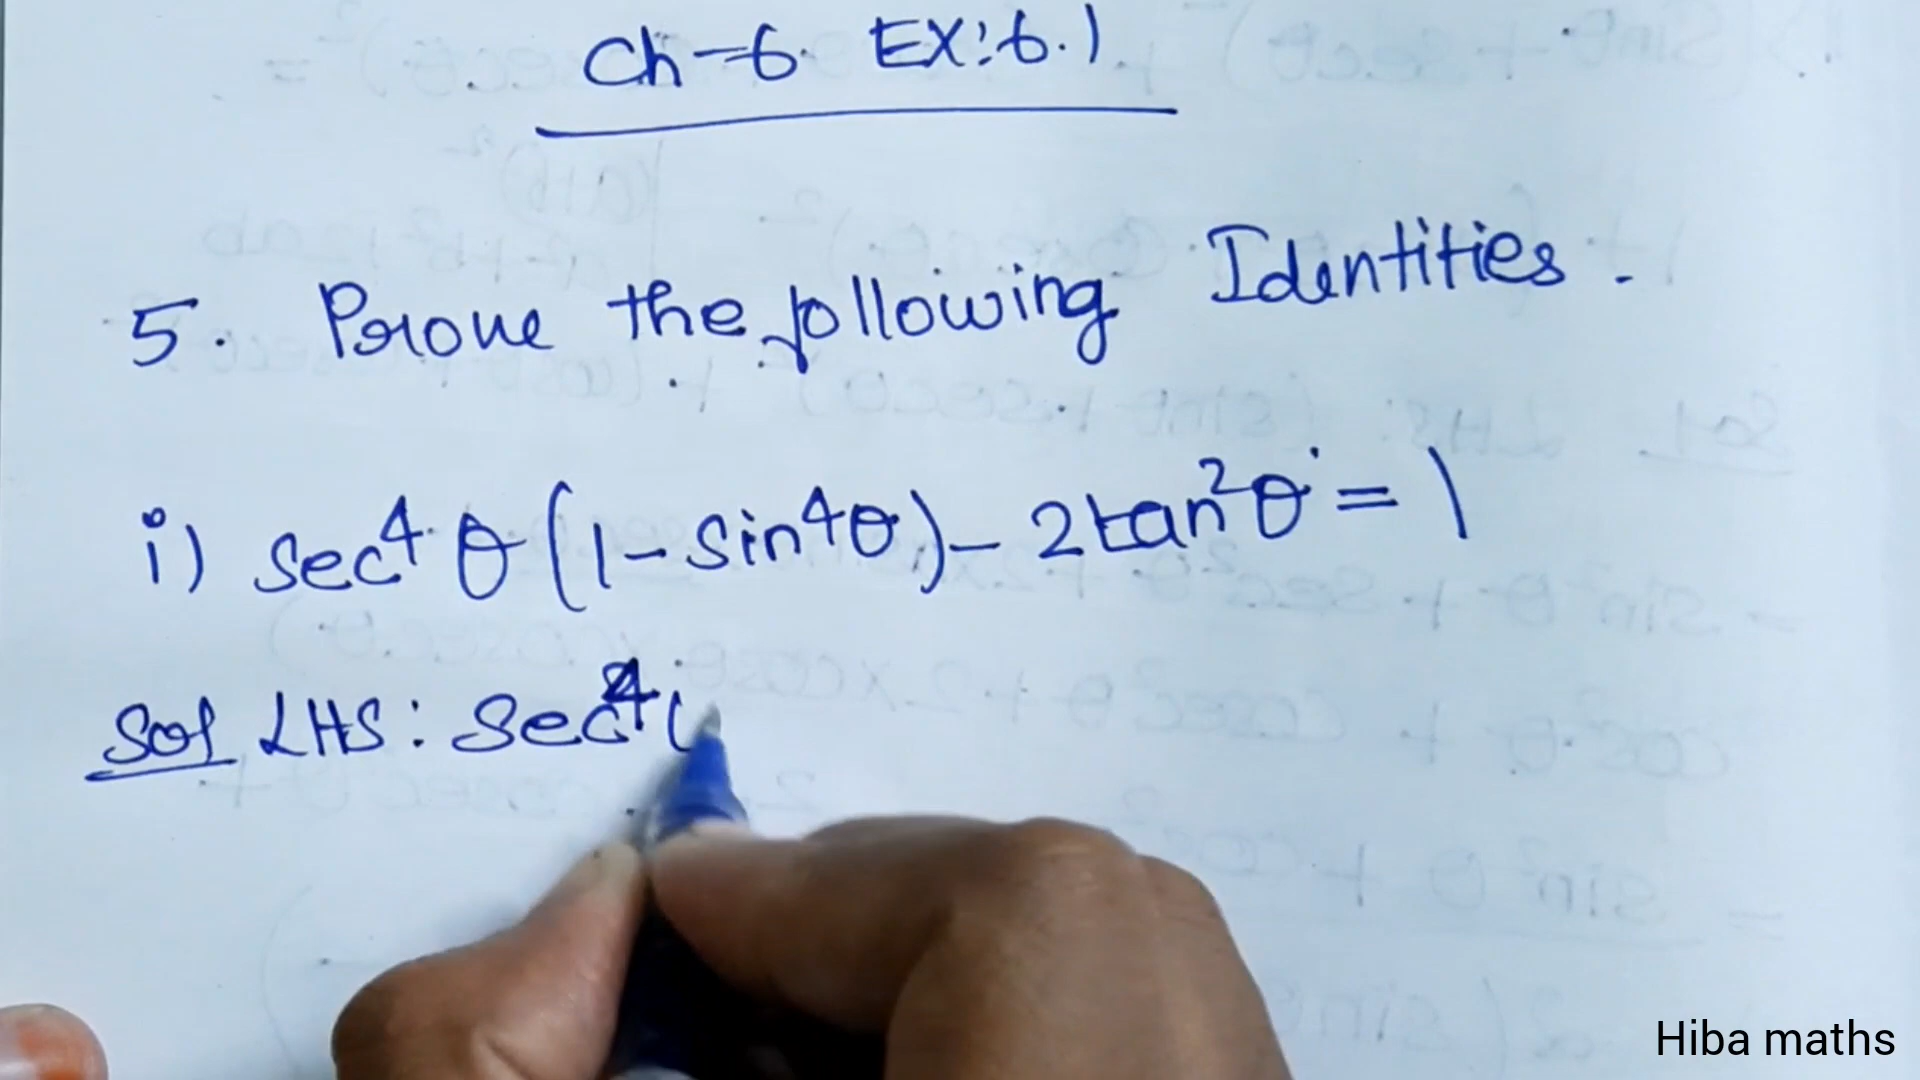 Ch-6 EX:6.1
5. Prove the following Identities.
i) sec⁴ θ (1 - sin⁴θ) - 2tan²θ = 1
Sol LHS: Sec⁴ (
Hiba maths